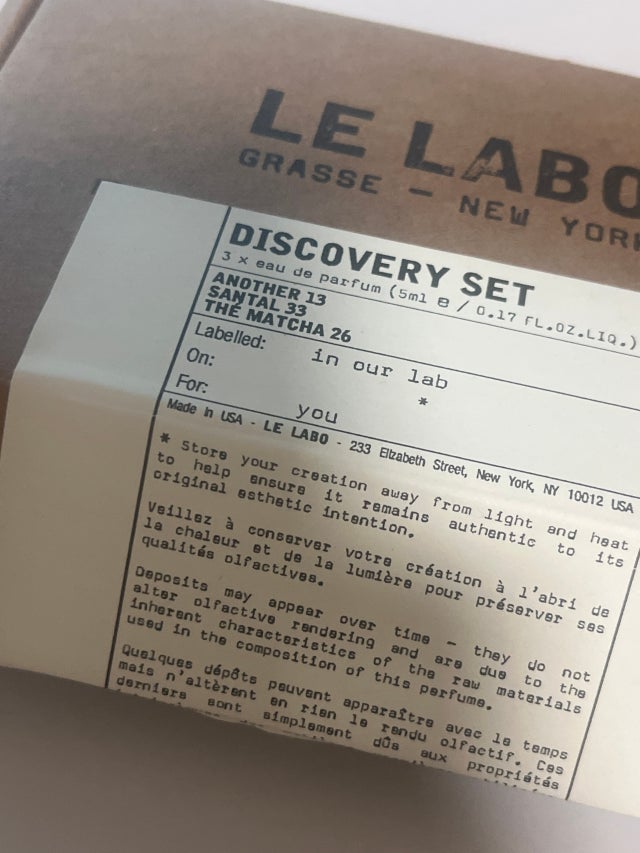 LE LABO
GRASSE — NEW YORK
DISCOVERY SET
3 x eau de parfum (5ml e / 0.17 FL.OZ.LIQ.)
ANOTHER 13
SANTAL 33
THÉ MATCHA 26
Labelled: in our lab
On: *
For: you
Made in USA - LE LABO - 233 Elizabeth Street, New York, NY 10012 USA
* Store your creation away from light and heat
to help ensure it remains authentic to its
original esthetic intention.
Veillez à conserver votre création à l'abri de
la chaleur et de la lumière pour préserver ses
qualités olfactives.
Deposits may appear over time — they do not
alter olfactive rendering and are due to the
inherent characteristics of the raw materials
used in the composition of this perfume.
Quelques dépôts peuvent apparaître avec le temps
mais n'altèrent en rien le rendu olfactif. Ces
derniers sont simplement dûs aux propriétés